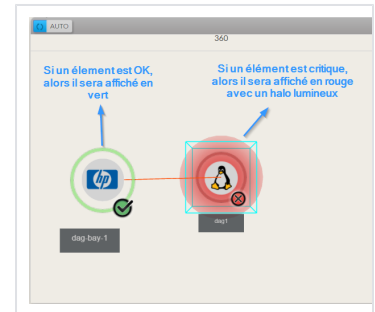 AUTO
360
Si un élement est OK,
alors il sera affiché en
vert
Si un élément est critique,
alors il sera affiché en rouge
avec un halo lumineux
hp
dag-bay-1
dag1